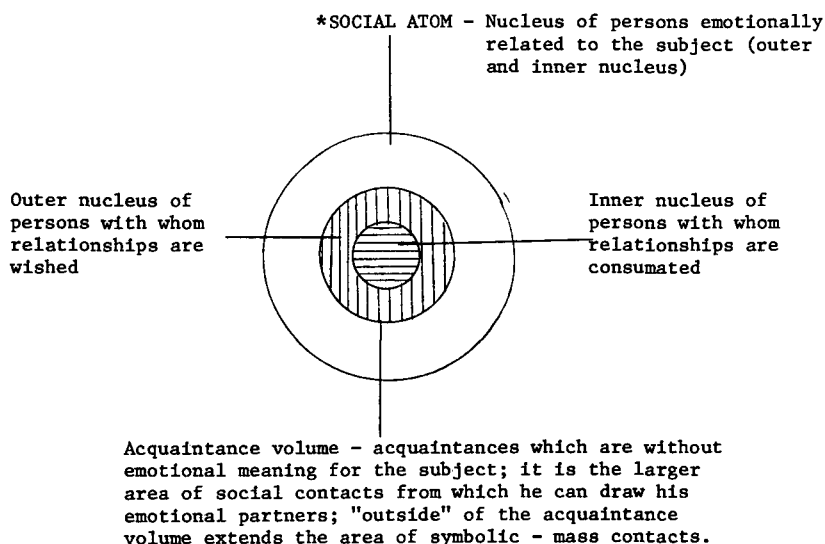 *SOCIAL ATOM - Nucleus of persons emotionally
related to the subject (outer
and inner nucleus)
Outer nucleus of
persons with whom
relationships are
wished
Inner nucleus of
persons with whom
relationships are
consumated
Acquaintance volume - acquaintances which are without
emotional meaning for the subject; it is the larger
area of social contacts from which he can draw his
emotional partners; "outside" of the acquaintance
volume extends the area of symbolic - mass contacts.